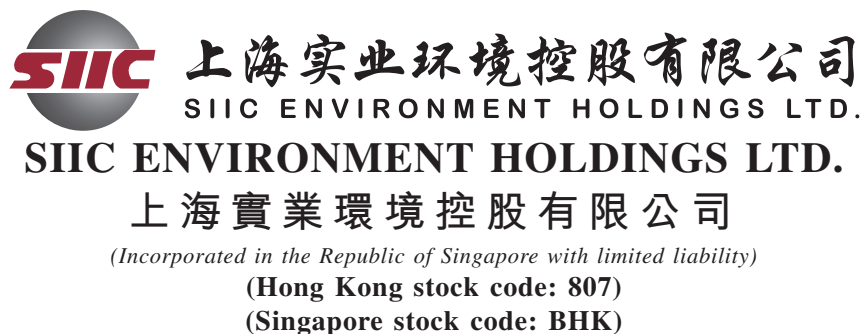 SIIC
上海实业环境控股有限公司
SIIC ENVIRONMENT HOLDINGS LTD.
SIIC ENVIRONMENT HOLDINGS LTD.
上海實業環境控股有限公司
(Incorporated in the Republic of Singapore with limited liability)
(Hong Kong stock code: 807)
(Singapore stock code: BHK)